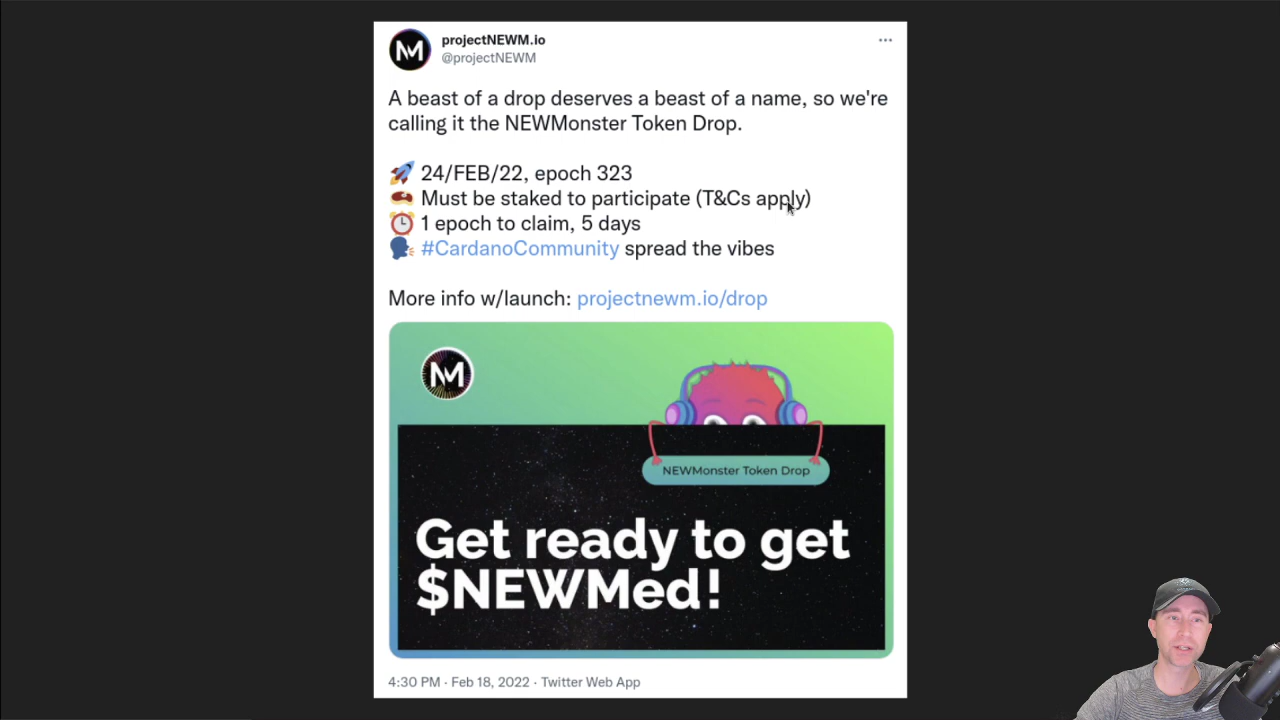 projectNEWM.io
@projectNEWM
A beast of a drop deserves a beast of a name, so we're
calling it the NEWMonster Token Drop.
🚀 24/FEB/22, epoch 323
🥩 Must be staked to participate (T&Cs apply)
⏰ 1 epoch to claim, 5 days
🗣 #CardanoCommunity spread the vibes
More info w/launch: projectnewm.io/drop
NEWMonster Token Drop
Get ready to get
$NEWMed!
4:30 PM · Feb 18, 2022 · Twitter Web App